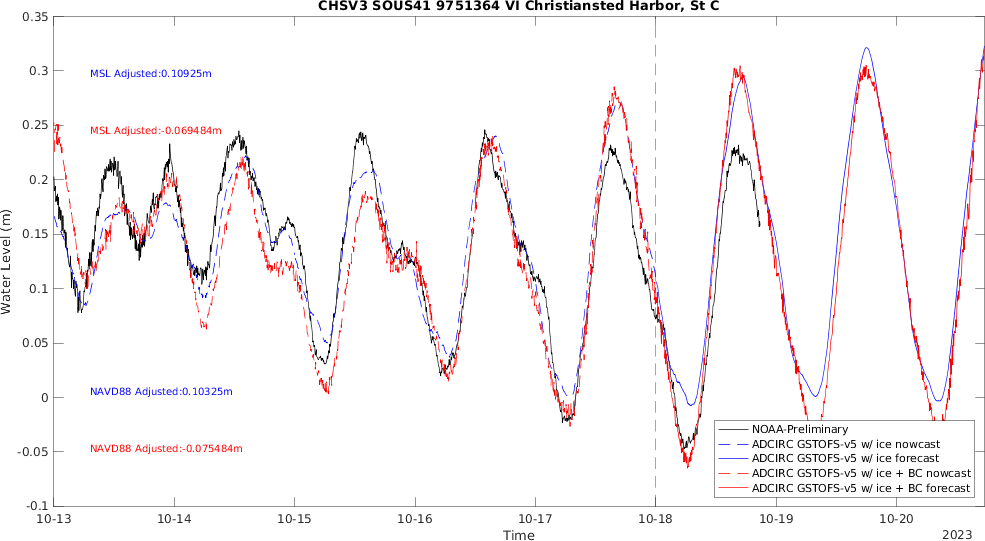 CHSV3 SOUS41 9751364 VI Christiansted Harbor, St C
0.35
0.3
0.25
0.2
0.15
0.1
0.05
0
-0.05
-0.1
Water Level (m)
MSL Adjusted:0.10925m
MSL Adjusted:-0.069484m
NAVD88 Adjusted:0.10325m
NAVD88 Adjusted:-0.075484m
NOAA-Preliminary
ADCIRC GSTOFS-v5 w/ ice nowcast
ADCIRC GSTOFS-v5 w/ ice forecast
ADCIRC GSTOFS-v5 w/ ice + BC nowcast
ADCIRC GSTOFS-v5 w/ ice + BC forecast
10-13 10-14 10-15 10-16 10-17 10-18 10-19 10-20
Time
2023